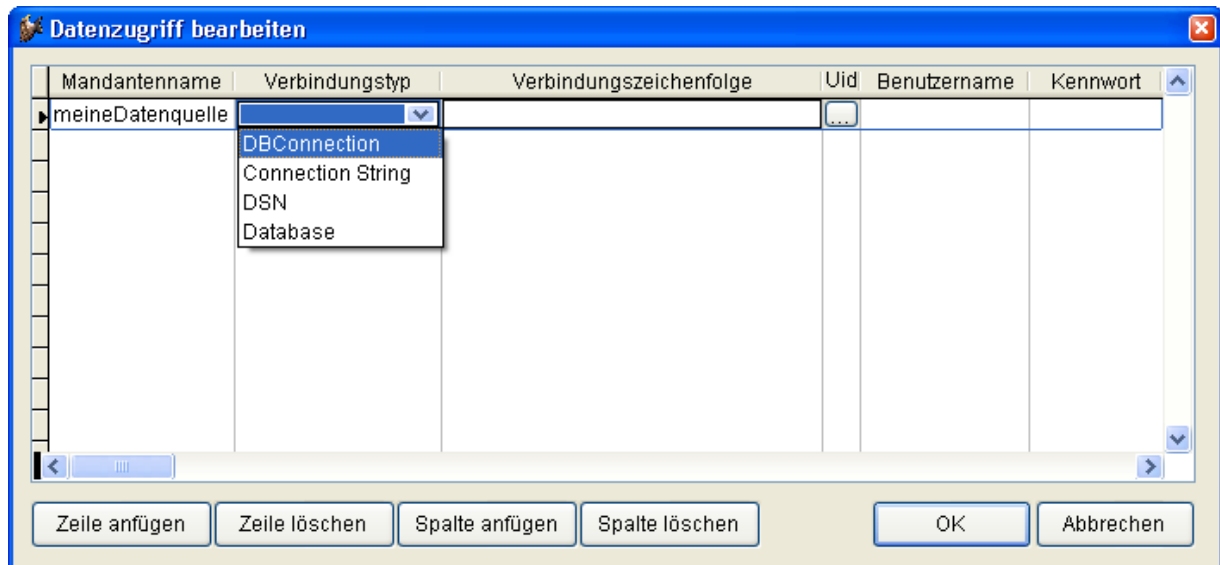 Datenzugriff bearbeiten
Mandantenname Verbindungstyp Verbindungszeichenfolge Uid Benutzername Kennwort
meineDatenquelle ...
DBConnection
Connection String
DSN
Database
Zeile anfügen Zeile löschen Spalte anfügen Spalte löschen OK Abbrechen